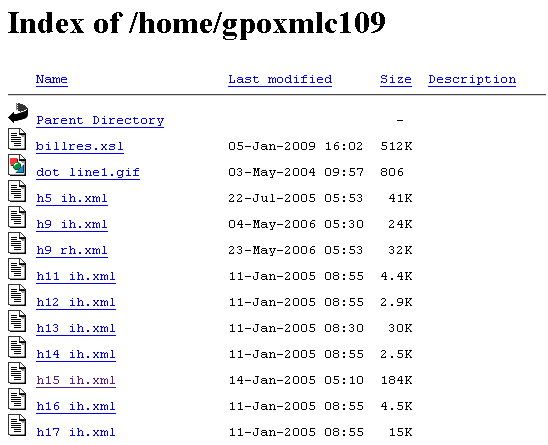 Index of /home/gpoxmlc109
Name Last modified Size Description
Parent Directory -
billres.xsl 05-Jan-2009 16:02 512K
dot line1.gif 03-May-2004 09:57 806
h5 ih.xml 22-Jul-2005 05:53 41K
h9 ih.xml 04-May-2006 05:30 24K
h9 rh.xml 23-May-2006 05:53 32K
h11 ih.xml 11-Jan-2005 08:55 4.4K
h12 ih.xml 11-Jan-2005 08:55 2.9K
h13 ih.xml 11-Jan-2005 08:30 30K
h14 ih.xml 11-Jan-2005 08:55 2.5K
h15 ih.xml 14-Jan-2005 05:10 184K
h16 ih.xml 11-Jan-2005 08:55 4.5K
h17 ih.xml 11-Jan-2005 08:55 15K